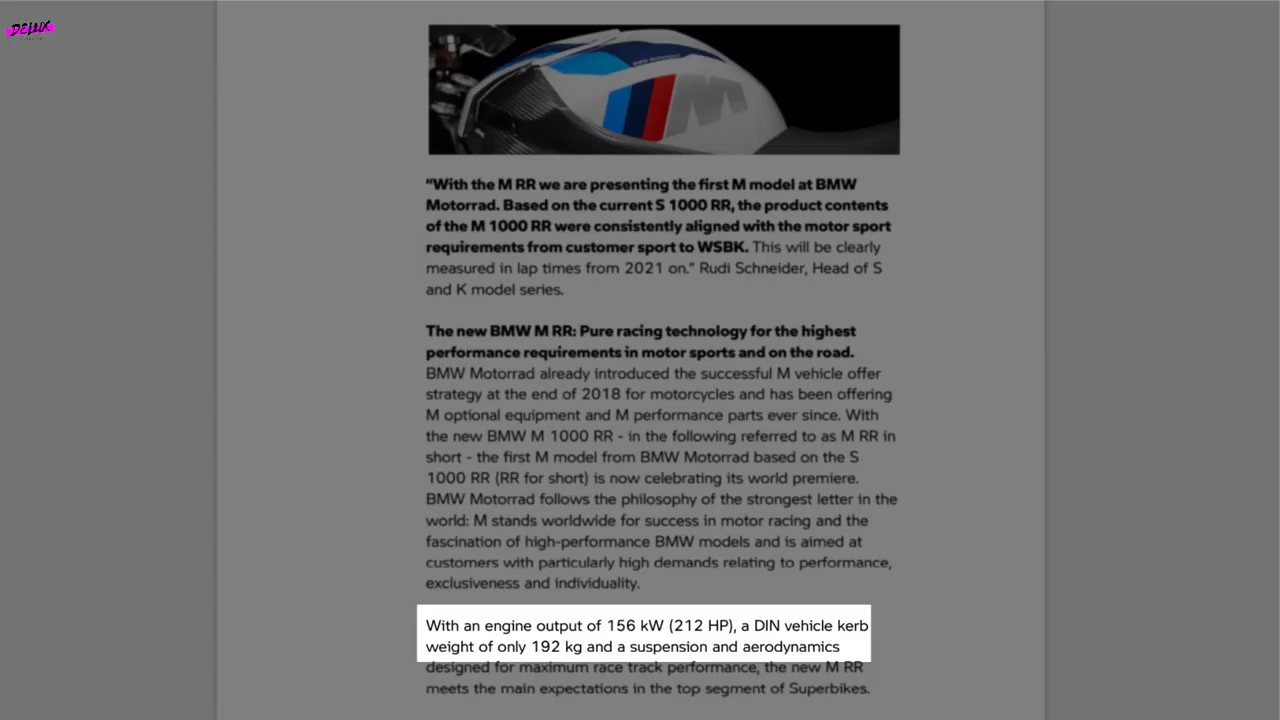 DELUX
"With the M RR we are presenting the first M model at BMW
Motorrad. Based on the current S 1000 RR, the product contents
of the M 1000 RR were consistently aligned with the motor sport
requirements from customer sport to WSBK. This will be clearly
measured in lap times from 2021 on." Rudi Schneider, Head of S
and K model series.
The new BMW M RR: Pure racing technology for the highest
performance requirements in motor sports and on the road.
BMW Motorrad already introduced the successful M vehicle offer
strategy at the end of 2018 for motorcycles and has been offering
M optional equipment and M performance parts ever since. With
the new BMW M 1000 RR - in the following referred to as M RR in
short - the first M model from BMW Motorrad based on the S
1000 RR (RR for short) is now celebrating its world premiere.
BMW Motorrad follows the philosophy of the strongest letter in the
world: M stands worldwide for success in motor racing and the
fascination of high-performance BMW models and is aimed at
customers with particularly high demands relating to performance,
exclusiveness and individuality.
With an engine output of 156 kW (212 HP), a DIN vehicle kerb
weight of only 192 kg and a suspension and aerodynamics
designed for maximum race track performance, the new M RR
meets the main expectations in the top segment of Superbikes.